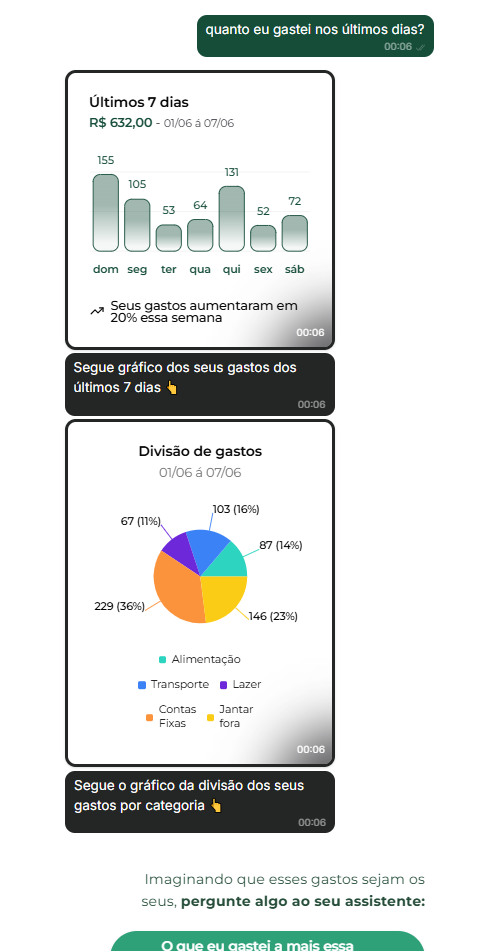 quanto eu gastei nos últimos dias?
00:06
Últimos 7 dias
R$ 632,00 - 01/06 á 07/06
155
105
53
64
131
52
72
dom seg ter qua qui sex sáb
Seus gastos aumentaram em
20% essa semana
00:06
Segue gráfico dos seus gastos dos
últimos 7 dias 👆
00:06
Divisão de gastos
01/06 á 07/06
103 (16%)
67 (11%)
87 (14%)
229 (36%)
146 (23%)
Alimentação
Transporte Lazer
Contas
Fixas
Jantar
fora
00:06
Segue o gráfico da divisão dos seus
gastos por categoria 👆
00:06
Imaginando que esses gastos sejam os
seus, pergunte algo ao seu assistente:
O que eu gastei a mais essa